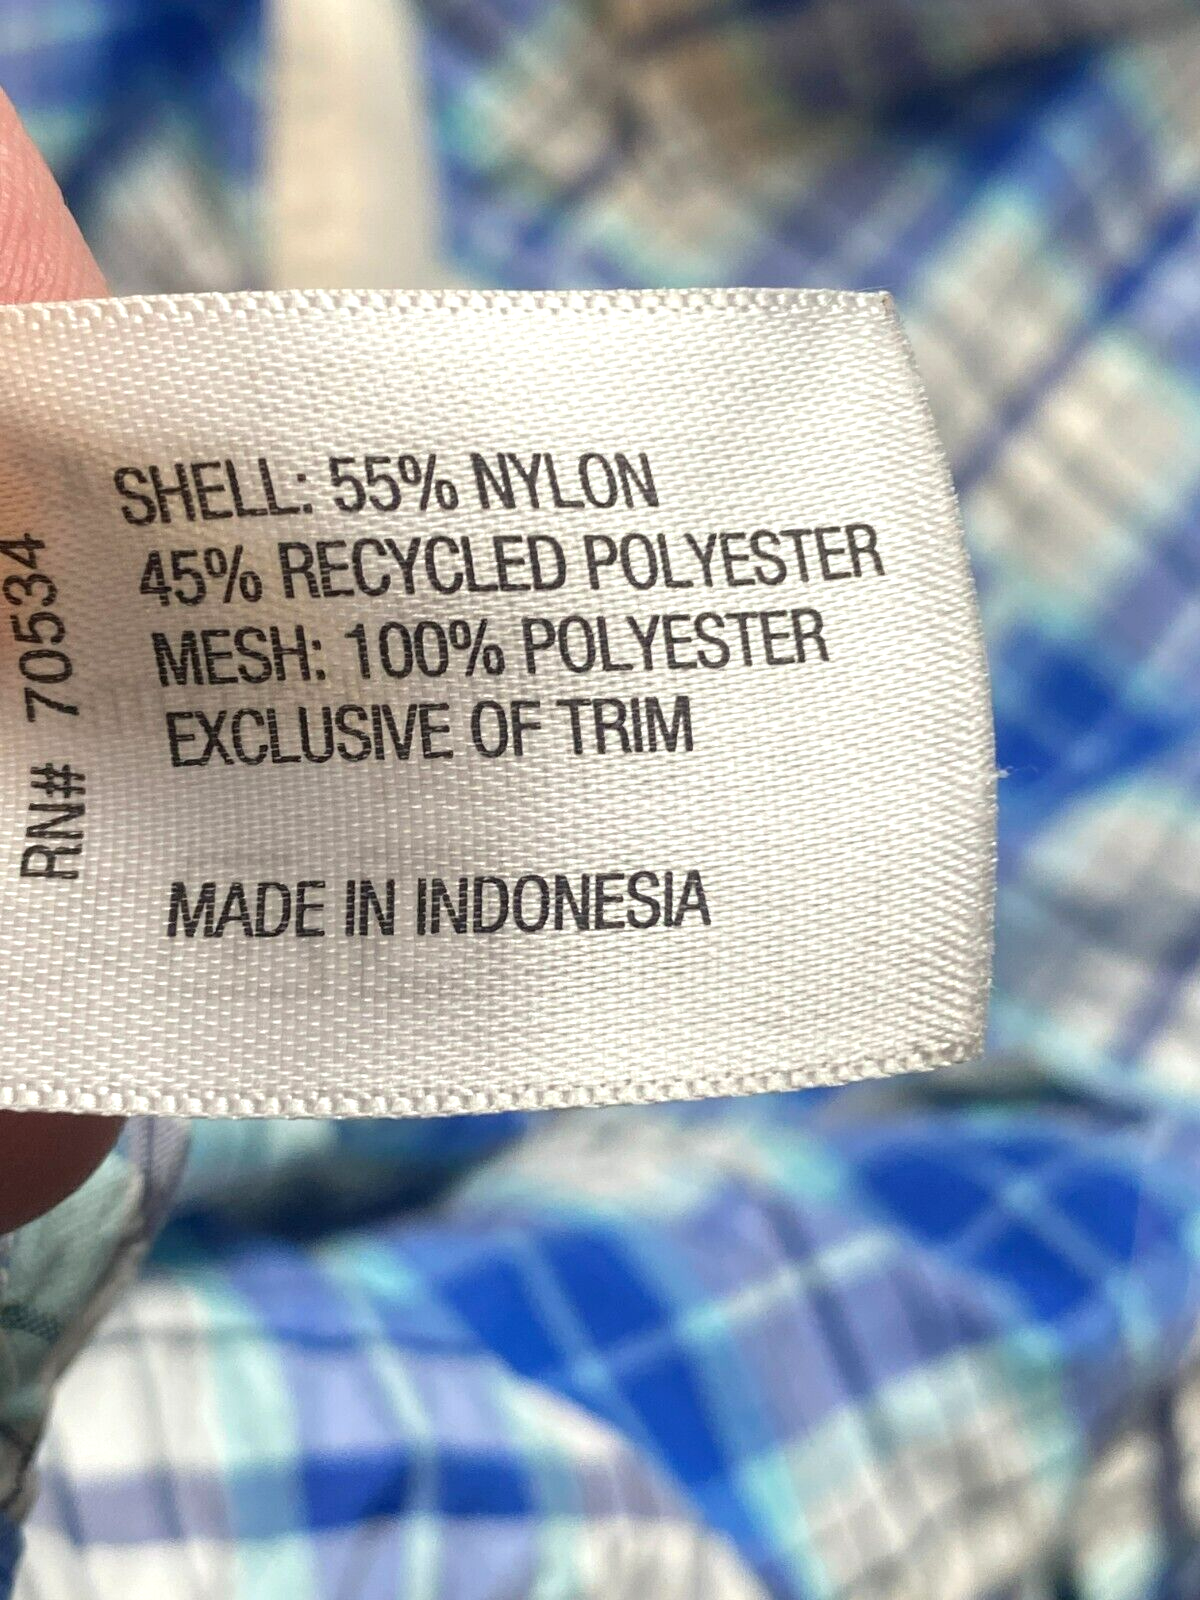 SHELL: 55% NYLON
45% RECYCLED POLYESTER
MESH: 100% POLYESTER
EXCLUSIVE OF TRIM
MADE IN INDONESIA
RN# 70534